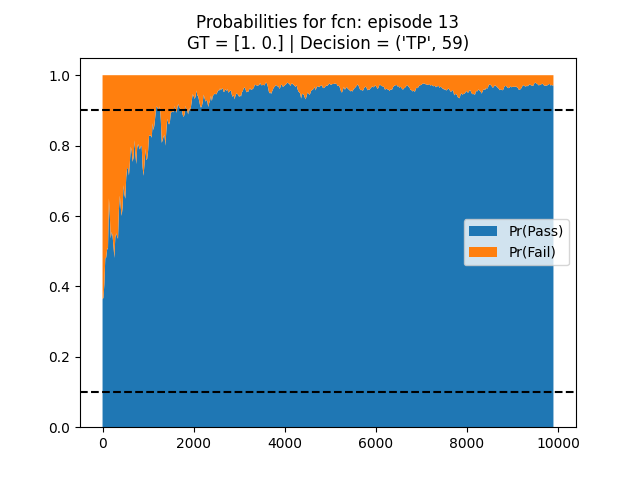 Probabilities for fcn: episode 13
GT = [1. 0.] | Decision = ('TP', 59)
1.0
0.8
0.6
0.4
0.2
0.0
Pr(Pass)
Pr(Fail)
0 2000 4000 6000 8000 10000